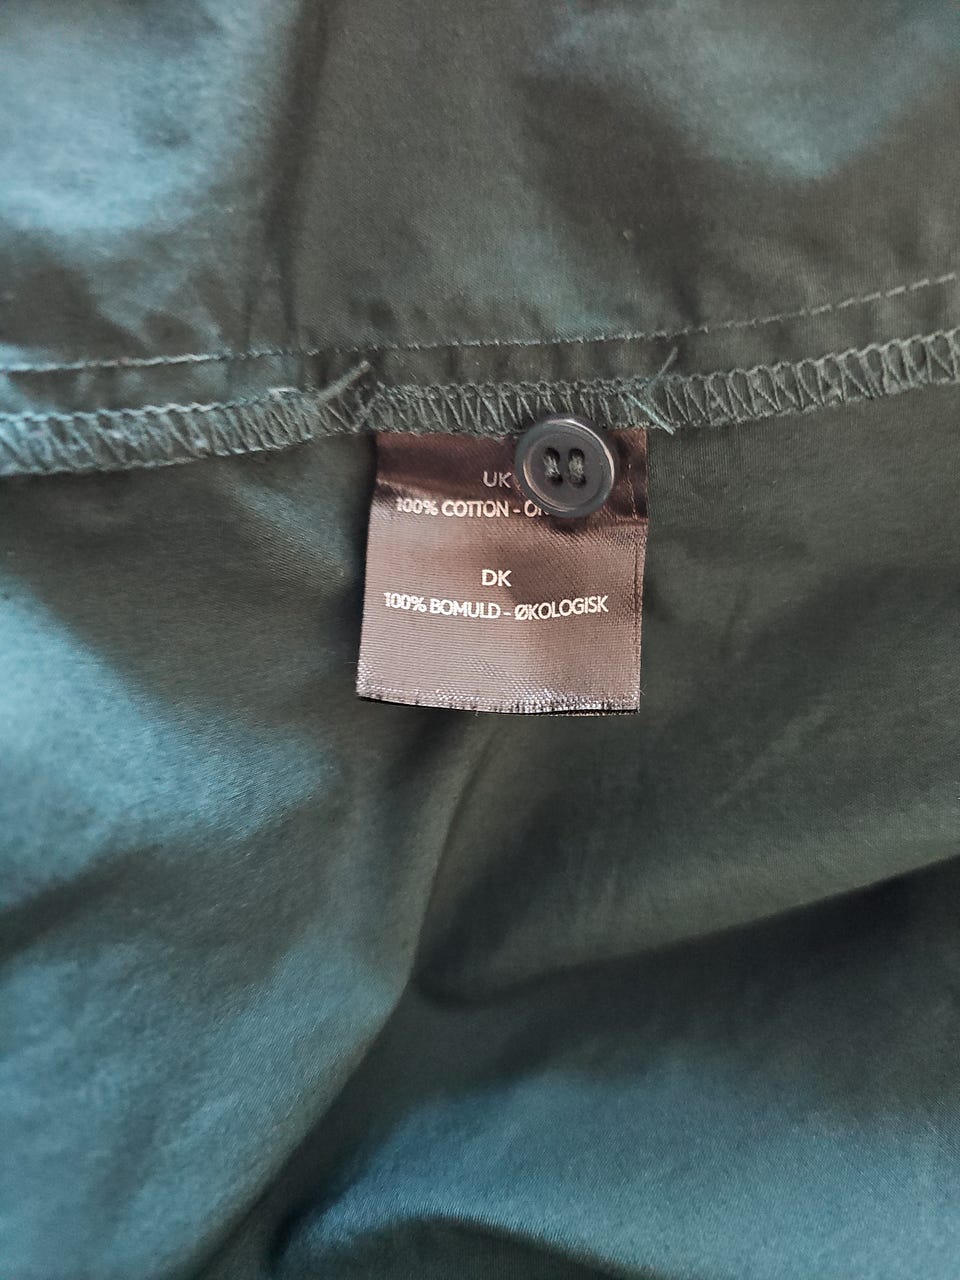 UK
100% COTTON -
DK
100% BOMULD - ØKOLOGISK